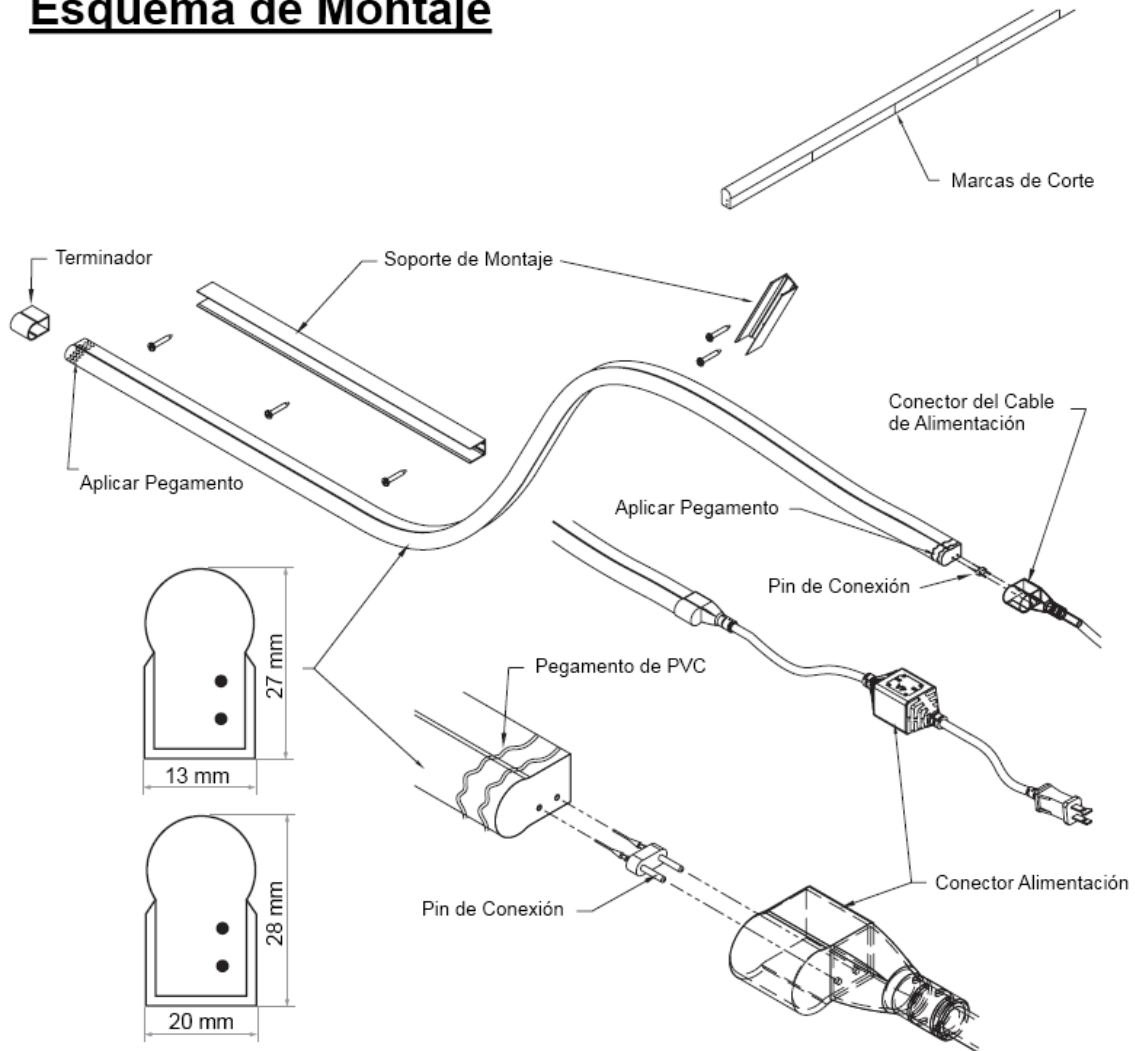 Esquema de Montaje
Marcas de Corte
Terminador
Soporte de Montaje
Conector del Cable
de Alimentación
Aplicar Pegamento
Aplicar Pegamento
Pin de Conexión
27 mm
13 mm
Pegamento de PVC
28 mm
20 mm
Pin de Conexión
Conector Alimentación